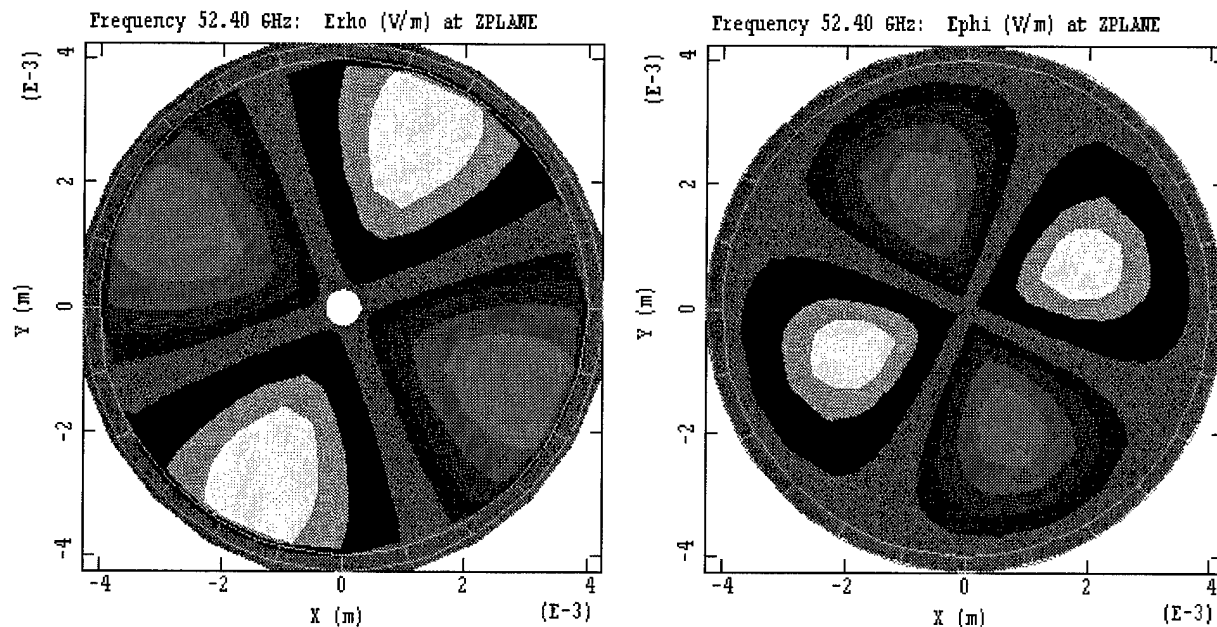 Frequency 52.40 GHz: Erho (V/m) at ZPLANE
(E-3)
4
2
0
-2
-4
Y (m)
-4
-2
0
2
4
X (m)
(E-3)
Frequency 52.40 GHz: Ephi (V/m) at ZPLANE
(E-3)
4
2
0
-2
-4
Y (m)
-4
-2
0
2
4
X (m)
(E-3)